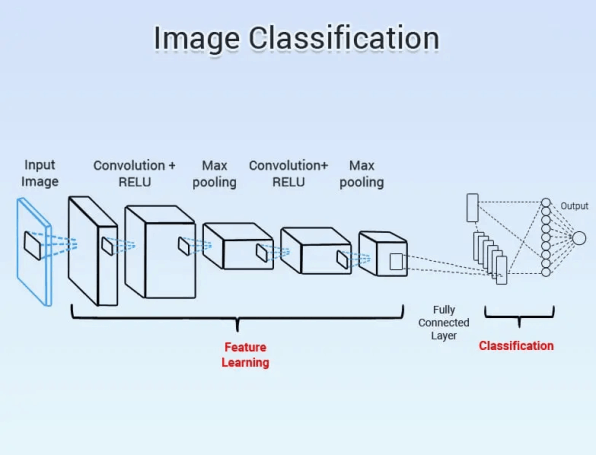 Image Classification
Input
Image
Convolution +
RELU
Max
pooling
Convolution+
RELU
Max
pooling
Output
Fully
Connected
Layer
Feature
Learning
Classification